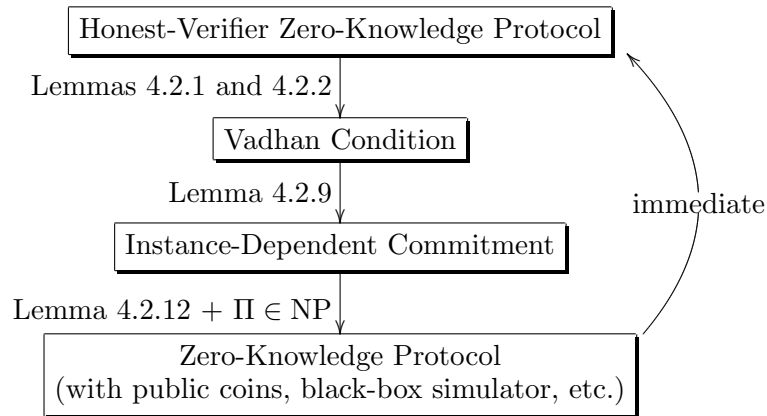 Honest-Verifier Zero-Knowledge Protocol
Lemmas 4.2.1 and 4.2.2
Vadhan Condition
Lemma 4.2.9
immediate
Instance-Dependent Commitment
Lemma 4.2.12 + Π ∈ NP
Zero-Knowledge Protocol
(with public coins, black-box simulator, etc.)